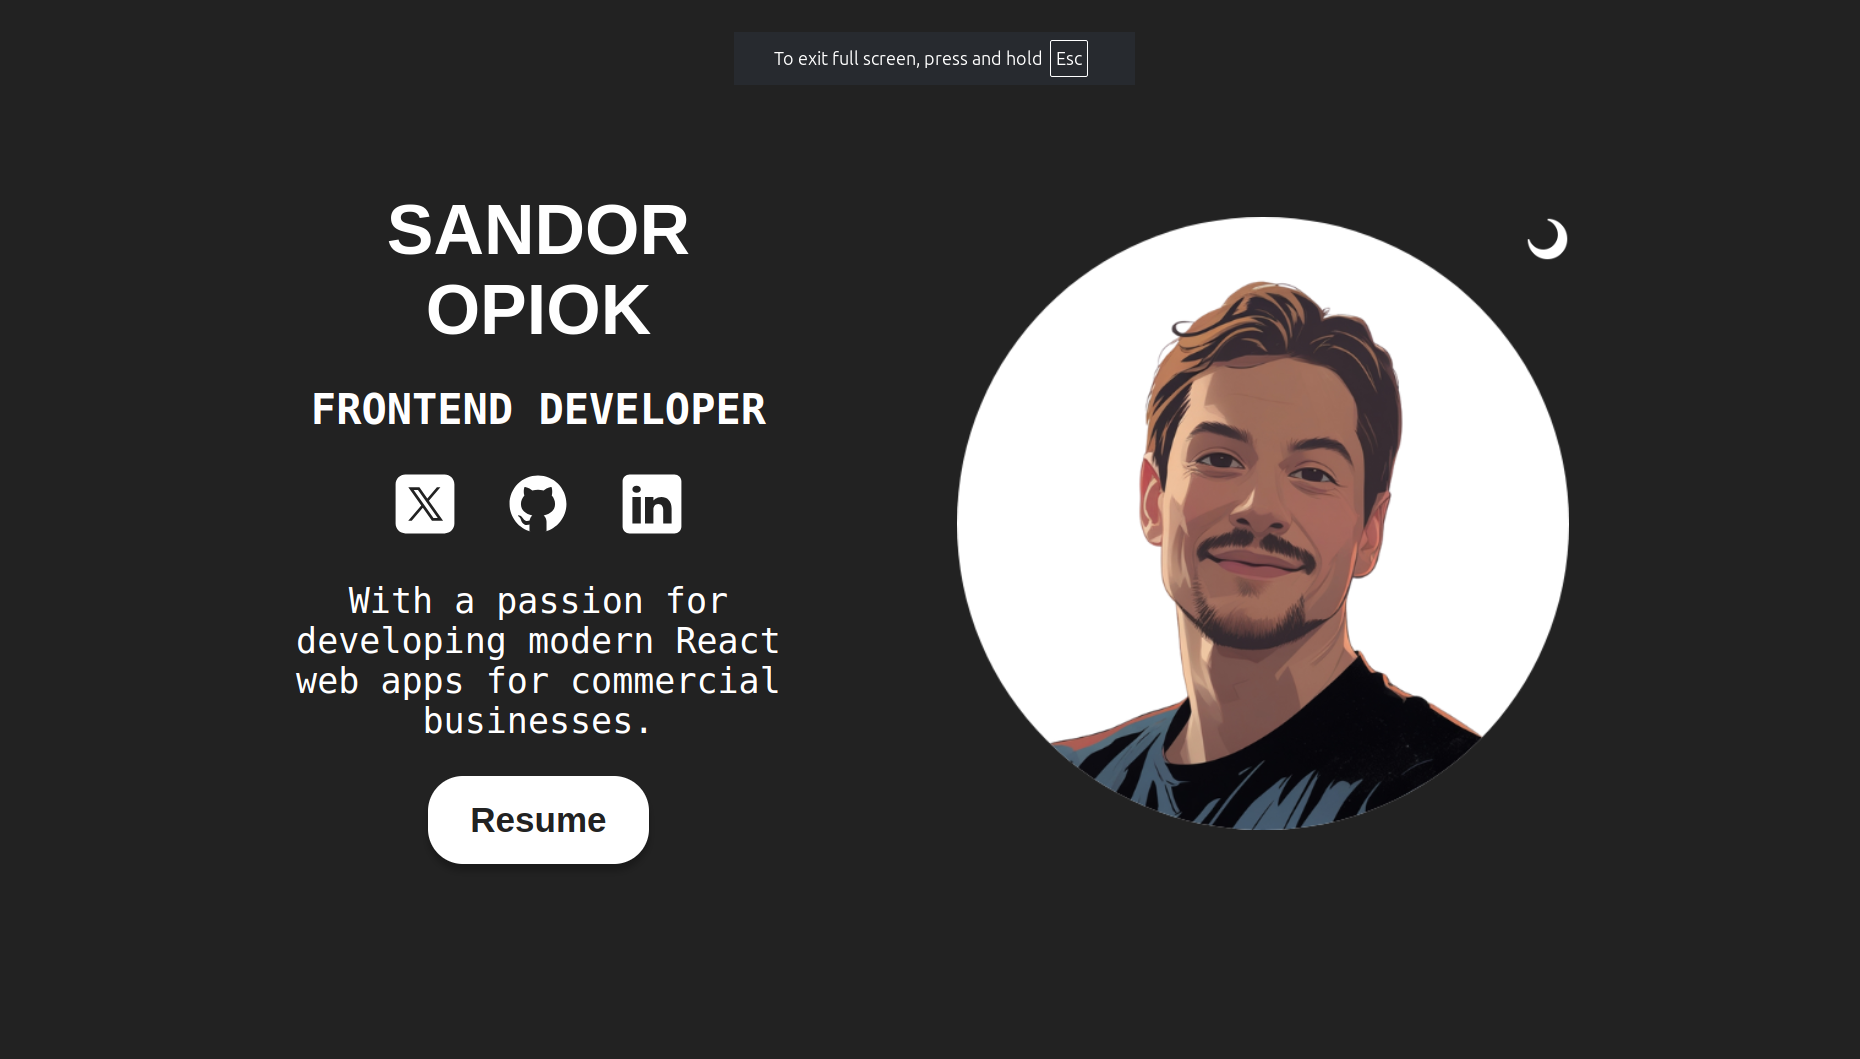 To exit full screen, press and hold Esc
SANDOR
OPIOK
FRONTEND DEVELOPER
in
With a passion for
developing modern React
web apps for commercial
businesses.
Resume